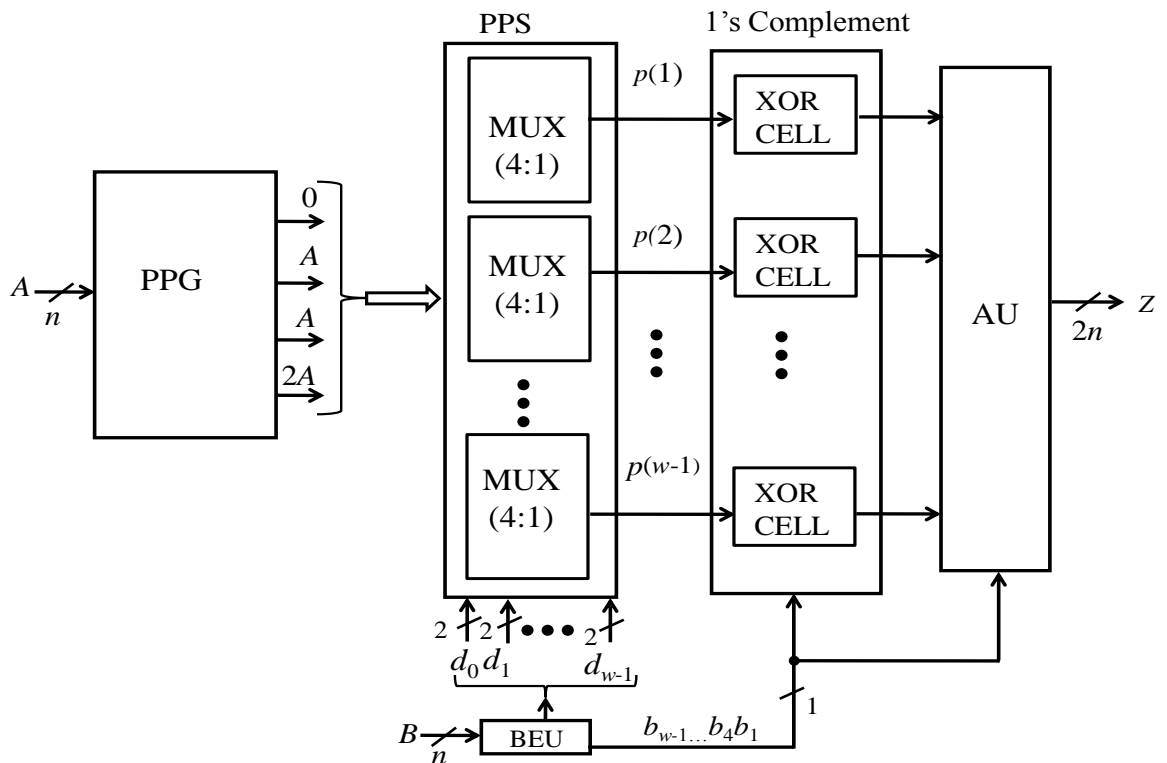 PPS
1's Complement
p(1)
MUX
(4:1)
XOR
CELL
0
A
A
2A
PPG
A
n
p(2)
MUX
(4:1)
XOR
CELL
AU
Z
2n
p(w-1)
MUX
(4:1)
XOR
CELL
2
2
2
d0 d1
dw-1
1
B
n
BEU
bw-1...b4b1